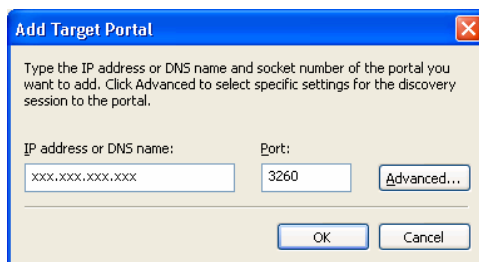 Add Target Portal
Type the IP address or DNS name and socket number of the portal you
want to add. Click Advanced to select specific settings for the discovery
session to the portal.
IP address or DNS name:
Port:
xxx.xxx.xxx.xxx
3260
Advanced...
OK
Cancel